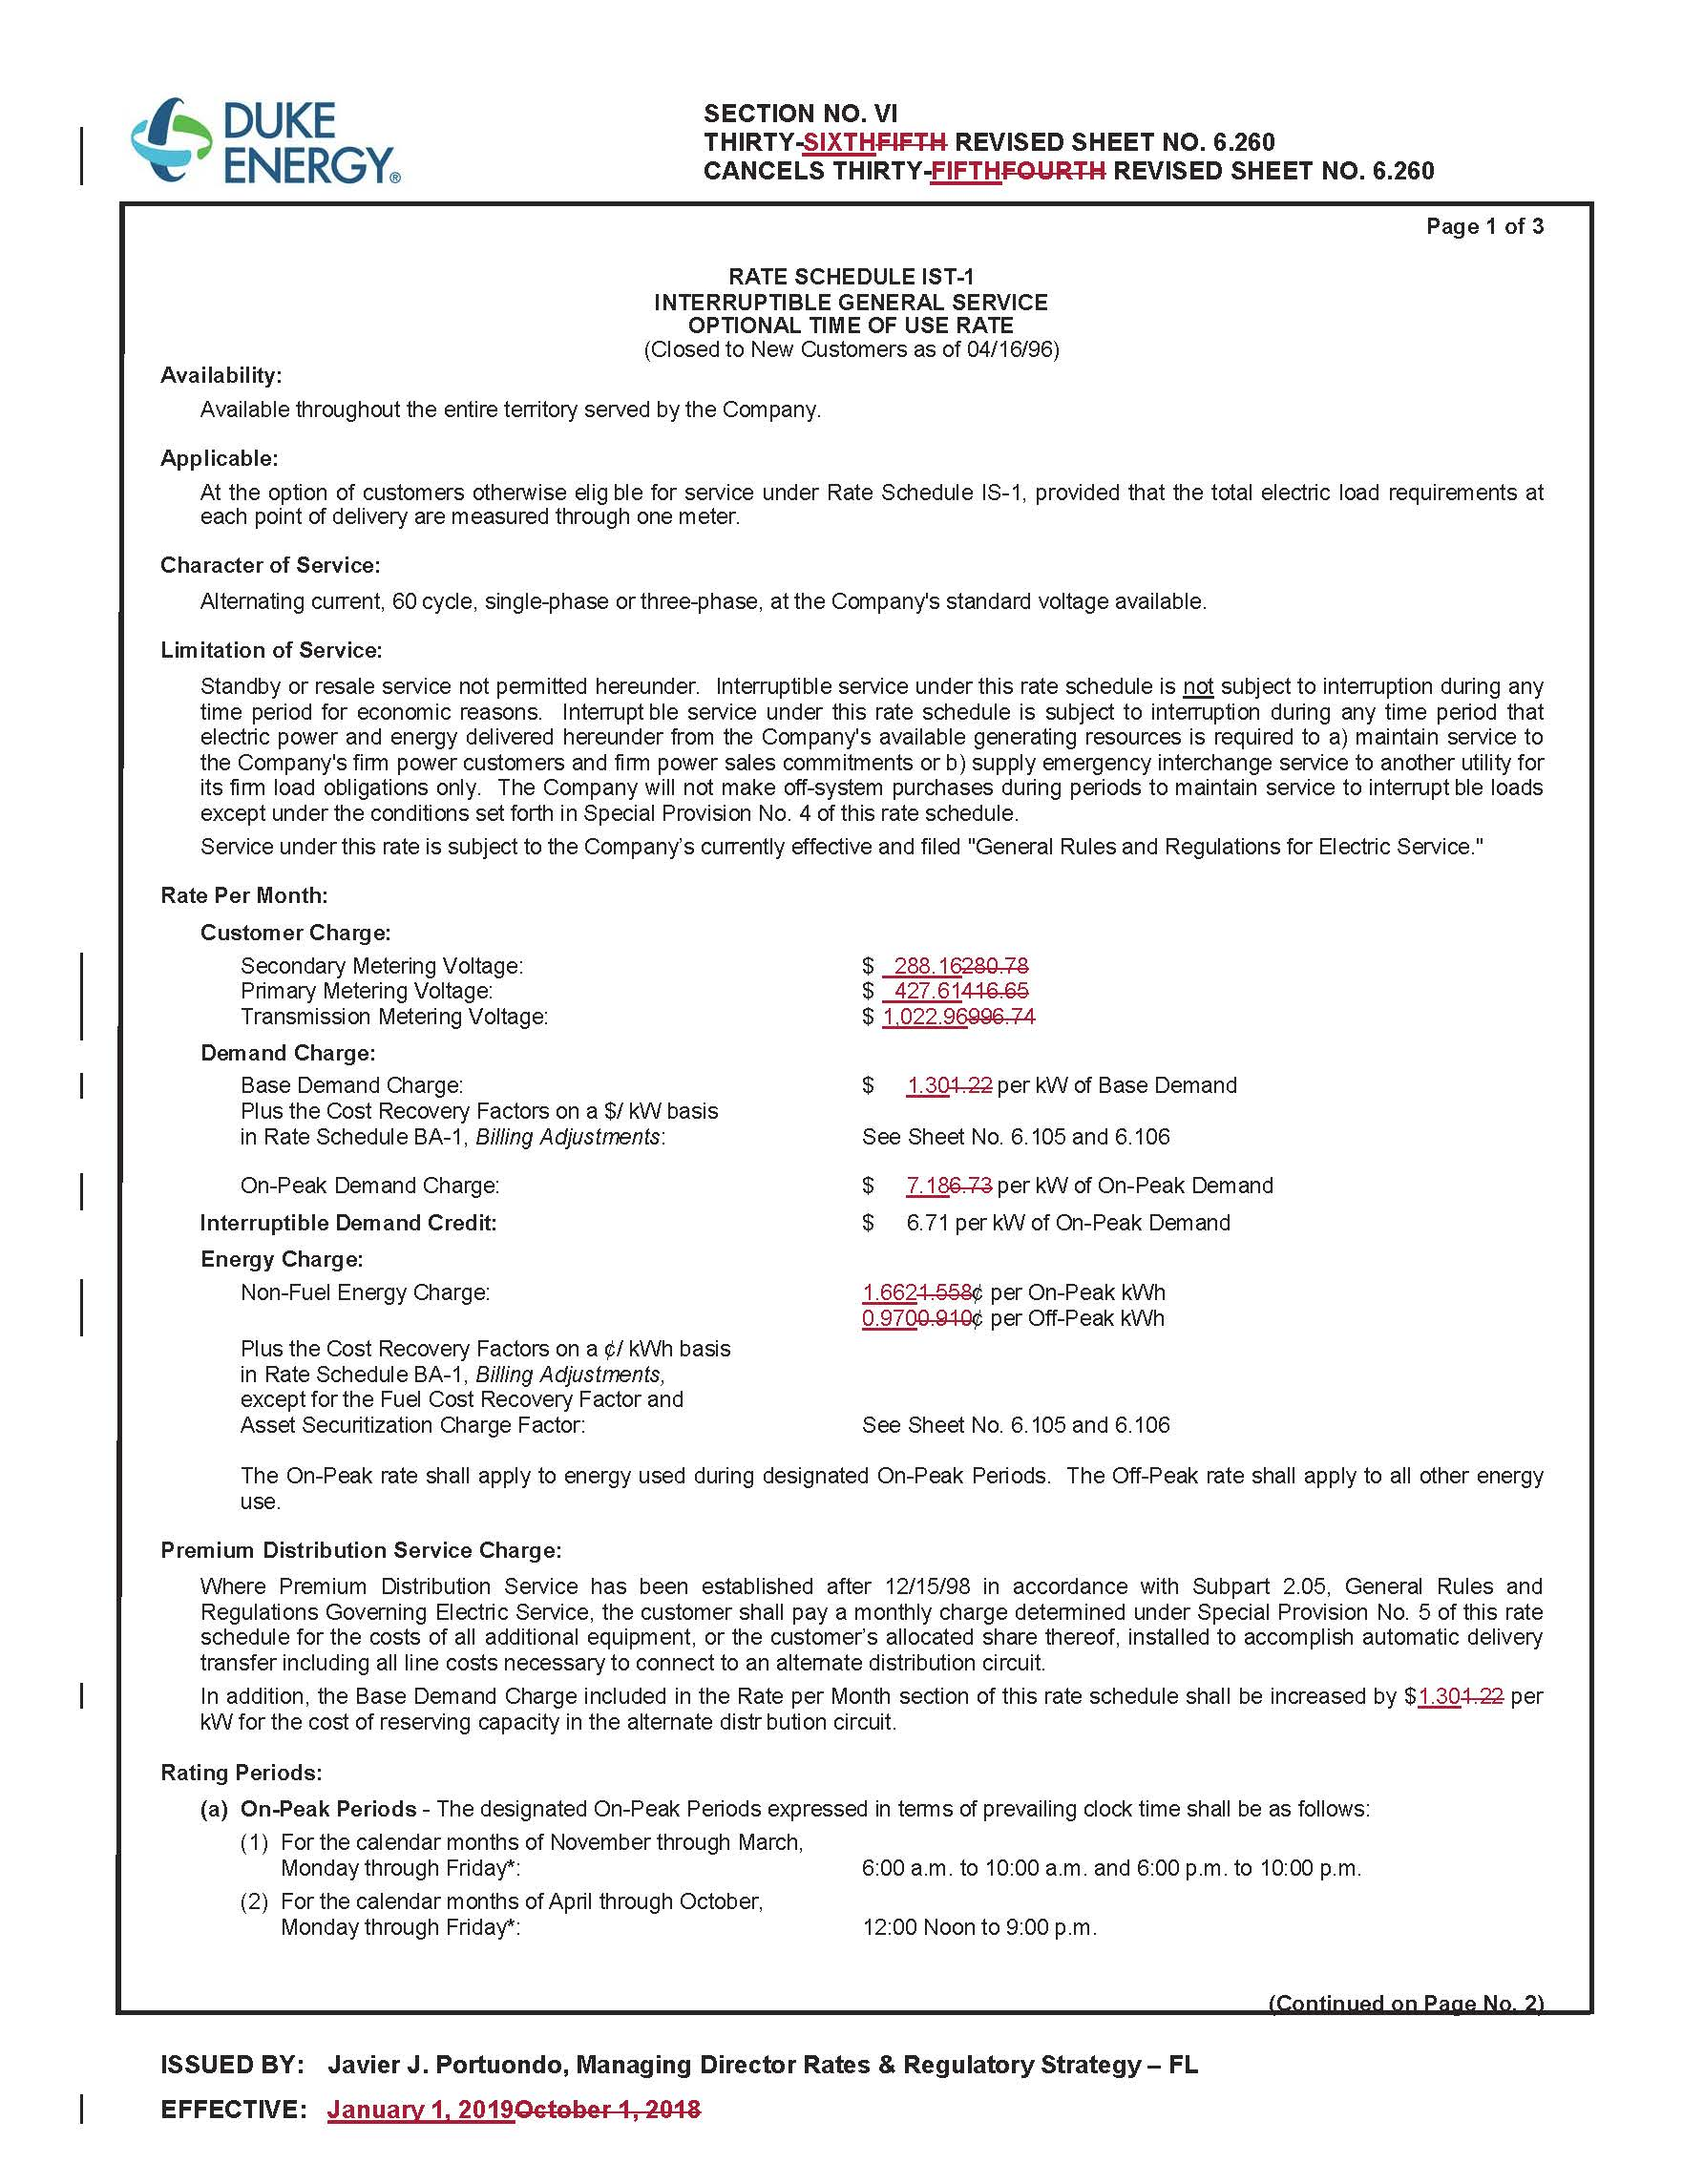 DUKE
ENERGY®
SECTION NO. VI
THIRTY-SIXTHFIFTH REVISED SHEET NO. 6.260
CANCELS THIRTY-FIFTHFOURTH REVISED SHEET NO. 6.260
Page 1 of 3
RATE SCHEDULE IST-1
INTERRUPTIBLE GENERAL SERVICE
OPTIONAL TIME OF USE RATE
(Closed to New Customers as of 04/16/96)
Availability:
Available throughout the entire territory served by the Company.
Applicable:
At the option of customers otherwise elig ble for service under Rate Schedule IS-1, provided that the total electric load requirements at
each point of delivery are measured through one meter.
Character of Service:
Alternating current, 60 cycle, single-phase or three-phase, at the Company's standard voltage available.
Limitation of Service:
Standby or resale service not permitted hereunder. Interruptible service under this rate schedule is not subject to interruption during any
time period for economic reasons. Interrupt ble service under this rate schedule is subject to interruption during any time period that
electric power and energy delivered hereunder from the Company's available generating resources is required to a) maintain service to
the Company's firm power customers and firm power sales commitments or b) supply emergency interchange service to another utility for
its firm load obligations only. The Company will not make off-system purchases during periods to maintain service to interrupt ble loads
except under the conditions set forth in Special Provision No. 4 of this rate schedule.
Service under this rate is subject to the Company’s currently effective and filed "General Rules and Regulations for Electric Service."
Rate Per Month:
Customer Charge:
Secondary Metering Voltage: $ 288.16280.78
Primary Metering Voltage: $ 427.61416.65
Transmission Metering Voltage: $ 1,022.96996.74
Demand Charge:
Base Demand Charge: $ 1.301.22 per kW of Base Demand
Plus the Cost Recovery Factors on a $/ kW basis
in Rate Schedule BA-1, Billing Adjustments: See Sheet No. 6.105 and 6.106
On-Peak Demand Charge: $ 7.186.73 per kW of On-Peak Demand
Interruptible Demand Credit: $ 6.71 per kW of On-Peak Demand
Energy Charge:
Non-Fuel Energy Charge: 1.6621.558¢ per On-Peak kWh
0.9700.910¢ per Off-Peak kWh
Plus the Cost Recovery Factors on a ¢/ kWh basis
in Rate Schedule BA-1, Billing Adjustments,
except for the Fuel Cost Recovery Factor and
Asset Securitization Charge Factor: See Sheet No. 6.105 and 6.106
The On-Peak rate shall apply to energy used during designated On-Peak Periods. The Off-Peak rate shall apply to all other energy
use.
Premium Distribution Service Charge:
Where Premium Distribution Service has been established after 12/15/98 in accordance with Subpart 2.05, General Rules and
Regulations Governing Electric Service, the customer shall pay a monthly charge determined under Special Provision No. 5 of this rate
schedule for the costs of all additional equipment, or the customer’s allocated share thereof, installed to accomplish automatic delivery
transfer including all line costs necessary to connect to an alternate distribution circuit.
In addition, the Base Demand Charge included in the Rate per Month section of this rate schedule shall be increased by $1.301.22 per
kW for the cost of reserving capacity in the alternate distr bution circuit.
Rating Periods:
(a) On-Peak Periods - The designated On-Peak Periods expressed in terms of prevailing clock time shall be as follows:
(1) For the calendar months of November through March,
Monday through Friday*: 6:00 a.m. to 10:00 a.m. and 6:00 p.m. to 10:00 p.m.
(2) For the calendar months of April through October,
Monday through Friday*: 12:00 Noon to 9:00 p.m.
(Continued on Page No. 2)
ISSUED BY: Javier J. Portuondo, Managing Director Rates & Regulatory Strategy – FL
EFFECTIVE: January 1, 2019October 1, 2018